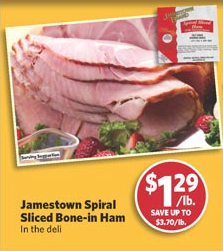 Jamestown
Spiral Sliced
Ham
Serving Suggestion
$1.29
/lb.
SAVE UP TO
$3.70/lb.
Jamestown Spiral
Sliced Bone-in Ham
In the deli